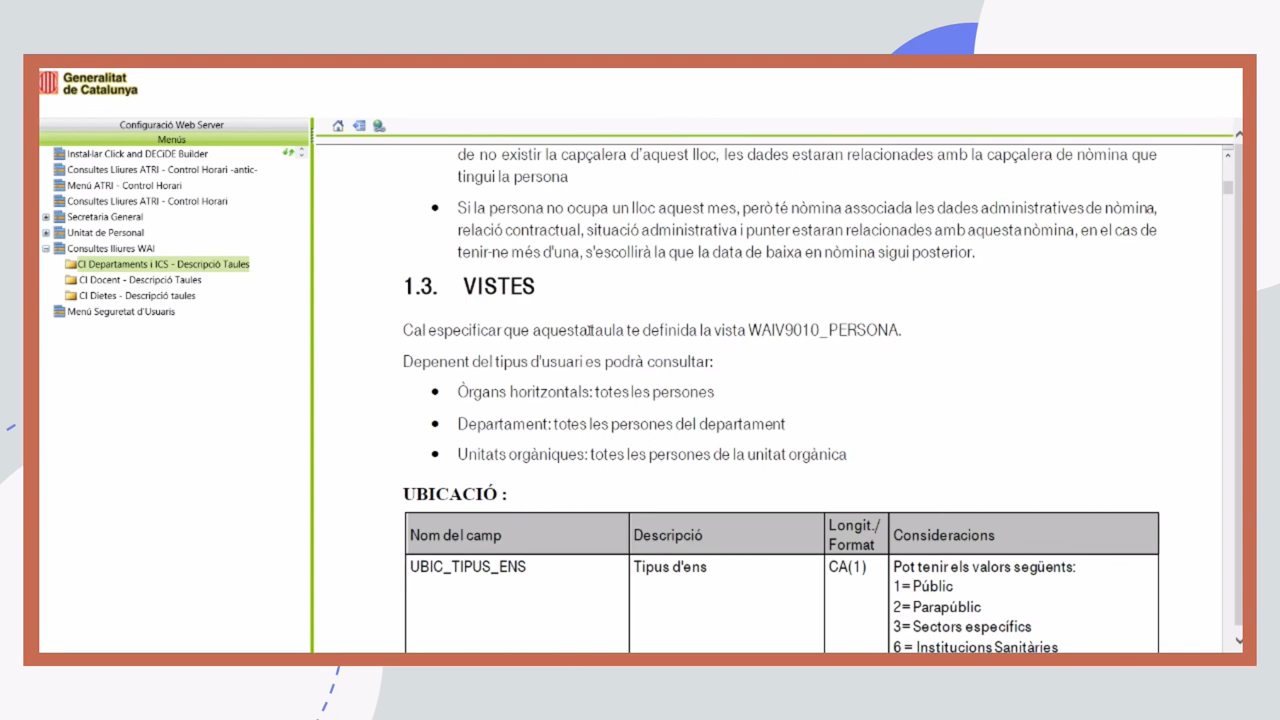 Generalitat
de Catalunya
Configuració Web Server
Menús
Instal·lar Click and DECiDE Builder
Consultes Lliures ATRI - Control Horari -antic-
Menú ATRI - Control Horari
Consultes Lliures ATRI - Control Horari
Secretaria General
Unitat de Personal
Consultes lliures WAI
CI Departaments i ICS - Descripció Taules
CI Docent - Descripció Taules
CI Dietes - Descripció taules
Menú Seguretat d'Usuaris
de no existir la capçalera d'aquest lloc, les dades estaran relacionades amb la capçalera de nòmina que
tingui la persona
• Si la persona no ocupa un lloc aquest mes, però té nòmina associada les dades administratives de nòmina,
relació contractual, situació administrativa i punter estaran relacionades amb aquesta nòmina, en el cas de
tenir-ne més d'una, s'escollirà la que la data de baixa en nòmina sigui posterior.
1.3. VISTES
Cal especificar que aquesta taula te definida la vista WAIV9010_PERSONA.
Depenent del tipus d'usuari es podrà consultar:
• Òrgans horitzontals: totes les persones
• Departament: totes les persones del departament
• Unitats orgàniques: totes les persones de la unitat orgànica
UBICACIÓ :
Nom del camp Descripció Longit./ Format Consideracions
UBIC_TIPUS_ENS Tipus d'ens CA(1) Pot tenir els valors següents:
1= Públic
2= Parapúblic
3= Sectors específics
6 = Institucions Sanitàries